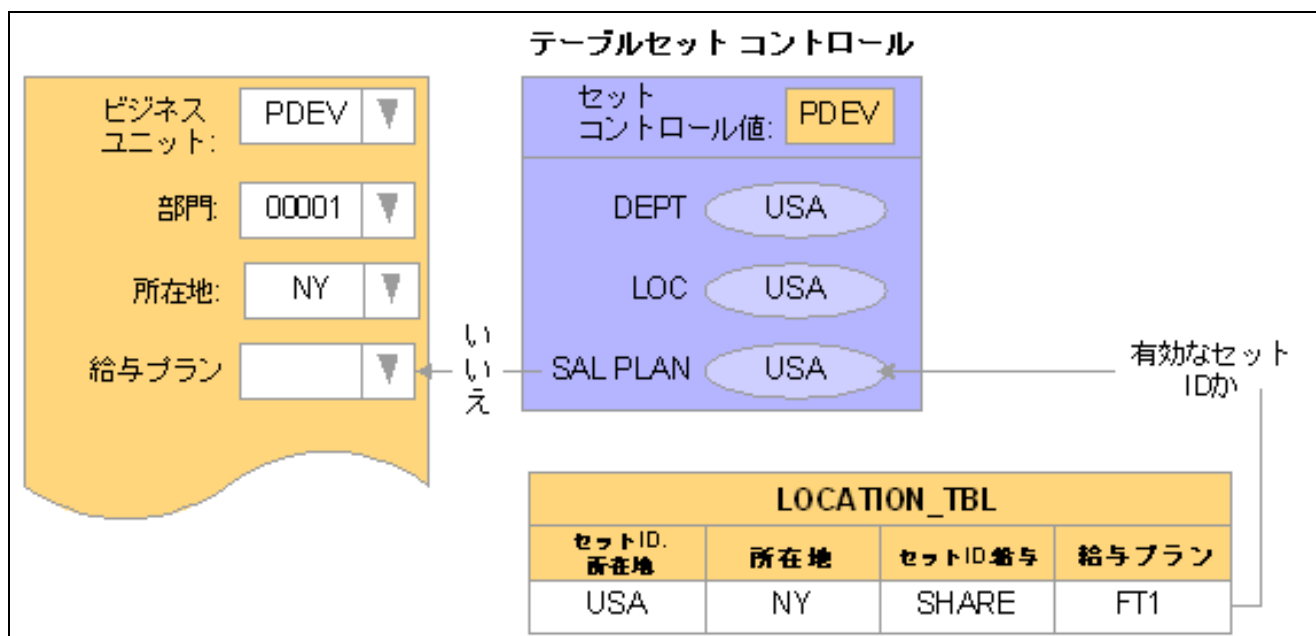 テーブルセット コントロール
ビジネス
ユニット:
PDEV
部門:
00001
所在地:
NY
給与プラン
いいえ
セット
コントロール値:
PDEV
DEPT
USA
LOC
USA
SAL PLAN
USA
有効なセット
IDか
LOCATION_TBL
セットID.
所在地
所在地
セットID.給与
給与プラン
USA
NY
SHARE
FT1